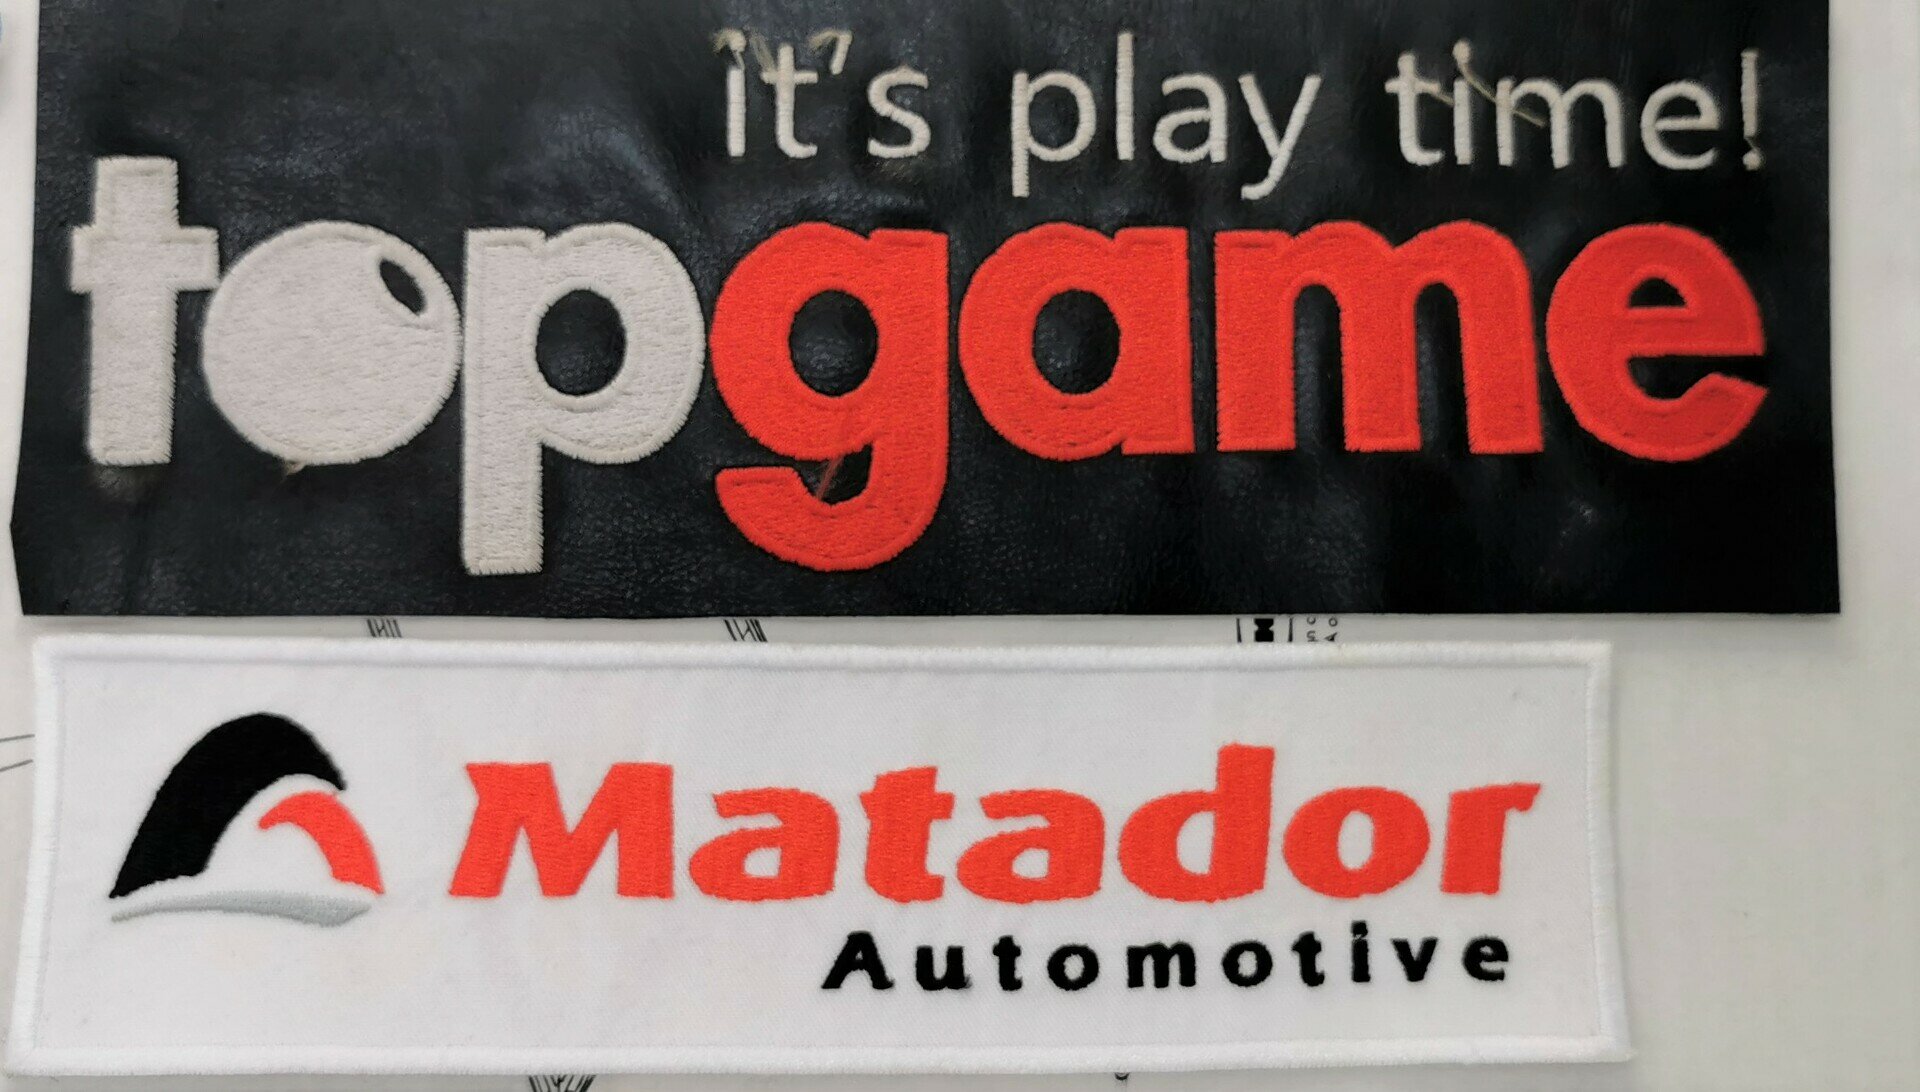 it's play time!
topgame
Matador
Automotive